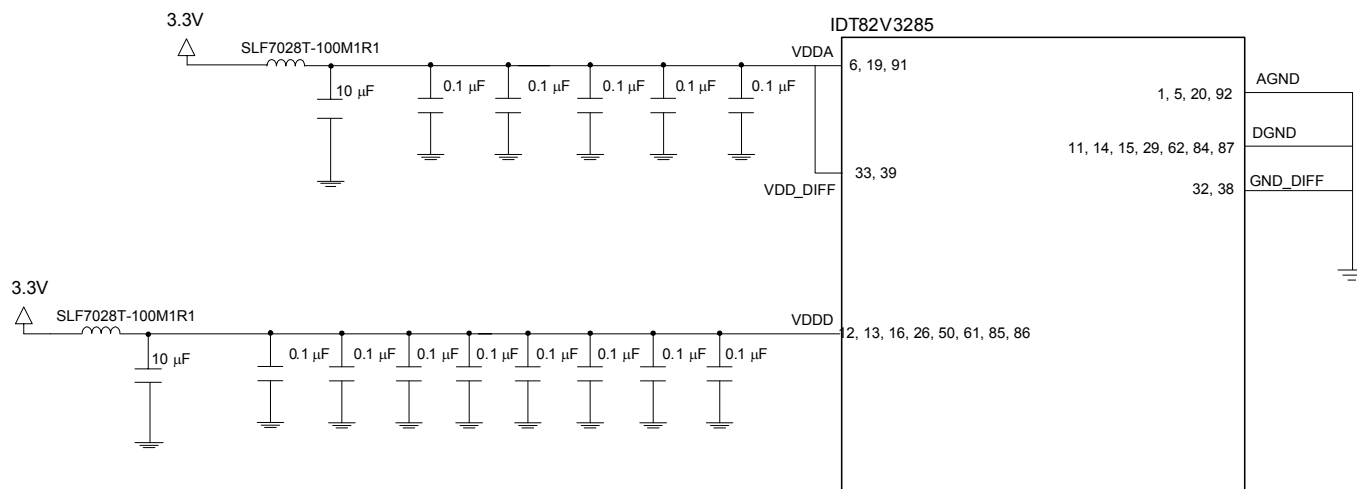 IDT82V3285
3.3V
SLF7028T-100M1R1
VDDA
6, 19, 91
10 μF
0.1 μF
0.1 μF
0.1 μF
0.1 μF
0.1 μF
AGND
1, 5, 20, 92
DGND
11, 14, 15, 29, 62, 84, 87
33, 39
VDD_DIFF
GND_DIFF
32, 38
3.3V
SLF7028T-100M1R1
VDDD
12, 13, 16, 26, 50, 61, 85, 86
10 μF
0.1 μF
0.1 μF
0.1 μF
0.1 μF
0.1 μF
0.1 μF
0.1 μF
0.1 μF